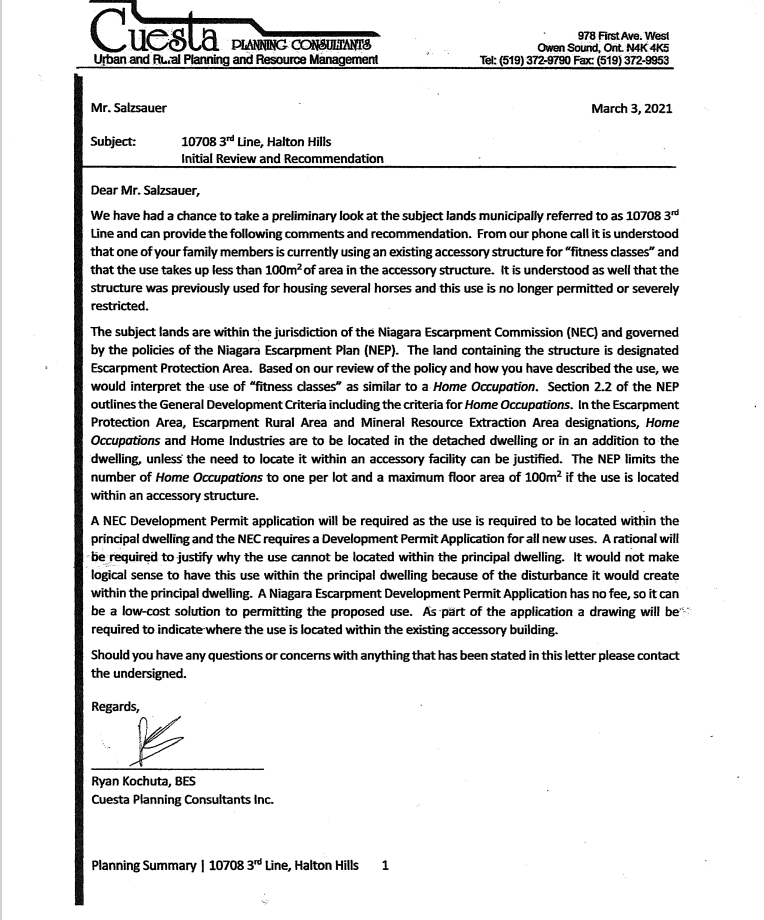 Cuesta PLANNING CONSULTANTS
Urban and Rural Planning and Resource Management
978 First Ave. West
Owen Sound, Ont. N4K 4K5
Tel: (519) 372-9790 Fax: (519) 372-9953
Mr. Salzsauer March 3, 2021
Subject: 10708 3rd Line, Halton Hills
Initial Review and Recommendation
Dear Mr. Salzsauer,
We have had a chance to take a preliminary look at the subject lands municipally referred to as 10708 3rd
Line and can provide the following comments and recommendation. From our phone call it is understood
that one of your family members is currently using an existing accessory structure for "fitness classes" and
that the use takes up less than 100m2 of area in the accessory structure. It is understood as well that the
structure was previously used for housing several horses and this use is no longer permitted or severely
restricted.
The subject lands are within the jurisdiction of the Niagara Escarpment Commission (NEC) and governed
by the policies of the Niagara Escarpment Plan (NEP). The land containing the structure is designated
Escarpment Protection Area. Based on our review of the policy and how you have described the use, we
would interpret the use of "fitness classes" as similar to a Home Occupation. Section 2.2 of the NEP
outlines the General Development Criteria including the criteria for Home Occupations. In the Escarpment
Protection Area, Escarpment Rural Area and Mineral Resource Extraction Area designations, Home
Occupations and Home Industries are to be located in the detached dwelling or in an addition to the
dwelling, unless the need to locate it within an accessory facility can be justified. The NEP limits the
number of Home Occupations to one per lot and a maximum floor area of 100m2 if the use is located
within an accessory structure.
A NEC Development Permit application will be required as the use is required to be located within the
principal dwelling and the NEC requires a Development Permit Application for all new uses. A rational will
be required to justify why the use cannot be located within the principal dwelling. It would not make
logical sense to have this use within the principal dwelling because of the disturbance it would create
within the principal dwelling. A Niagara Escarpment Development Permit Application has no fee, so it can
be a low-cost solution to permitting the proposed use. As part of the application a drawing will be
required to indicate where the use is located within the existing accessory building.
Should you have any questions or concerns with anything that has been stated in this letter please contact
the undersigned.
Regards,
Ryan Kochuta, BES
Cuesta Planning Consultants Inc.
Planning Summary | 10708 3rd Line, Halton Hills 1